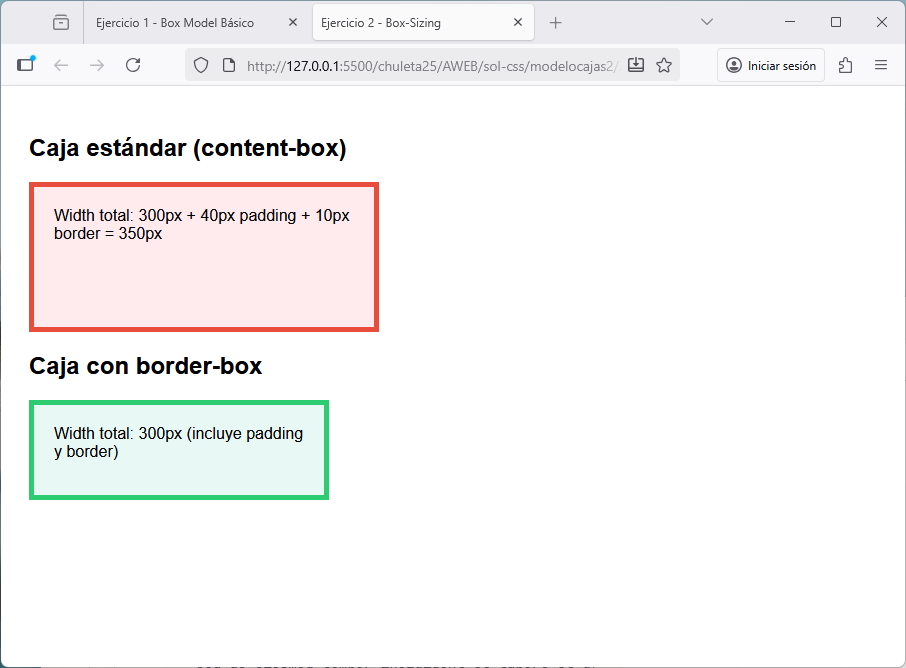 Ejercicio 1 - Box Model Básico
Ejercicio 2 - Box-Sizing
http://127.0.0.1:5500/chuleta25/AWEB/sol-css/modelocajas2/
Iniciar sesión
Caja estándar (content-box)
Width total: 300px + 40px padding + 10px
border = 350px
Caja con border-box
Width total: 300px (incluye padding
y border)